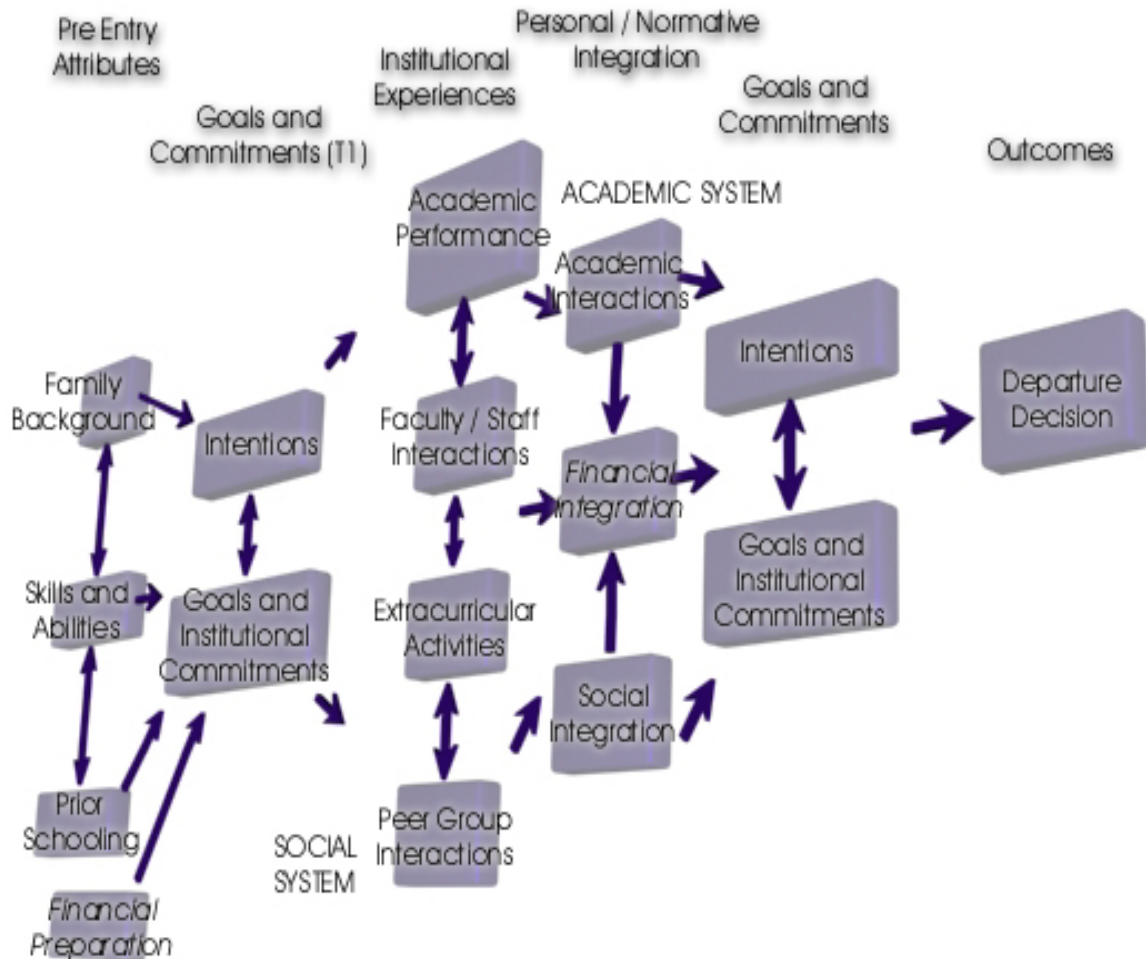 Pre Entry
Attributes
Goals and
Commitments (T1)
Institutional
Experiences
Personal / Normative
Integration
Goals and
Commitments
Outcomes
Family
Background
Skills and
Abilities
Prior
Schooling
Financial
Preparation
Intentions
Goals and
Institutional
Commitments
SOCIAL
SYSTEM
Academic
Performance
Faculty / Staff
Interactions
Extracurricular
Activities
Peer Group
Interactions
ACADEMIC SYSTEM
Academic
Interactions
Financial
Integration
Social
Integration
Intentions
Goals and
Institutional
Commitments
Departure
Decision